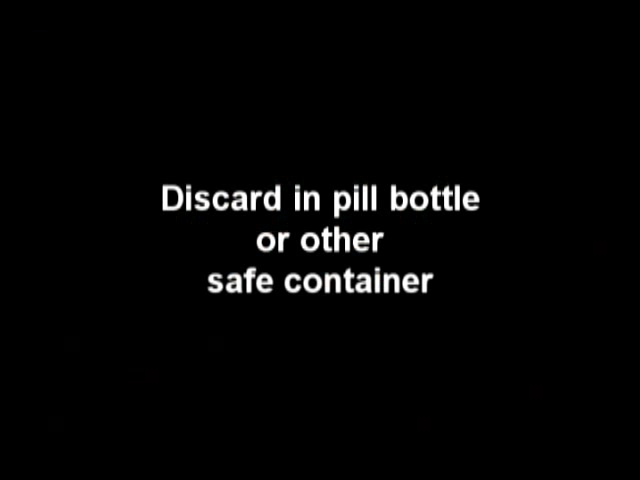 Discard in pill bottle
or other
safe container